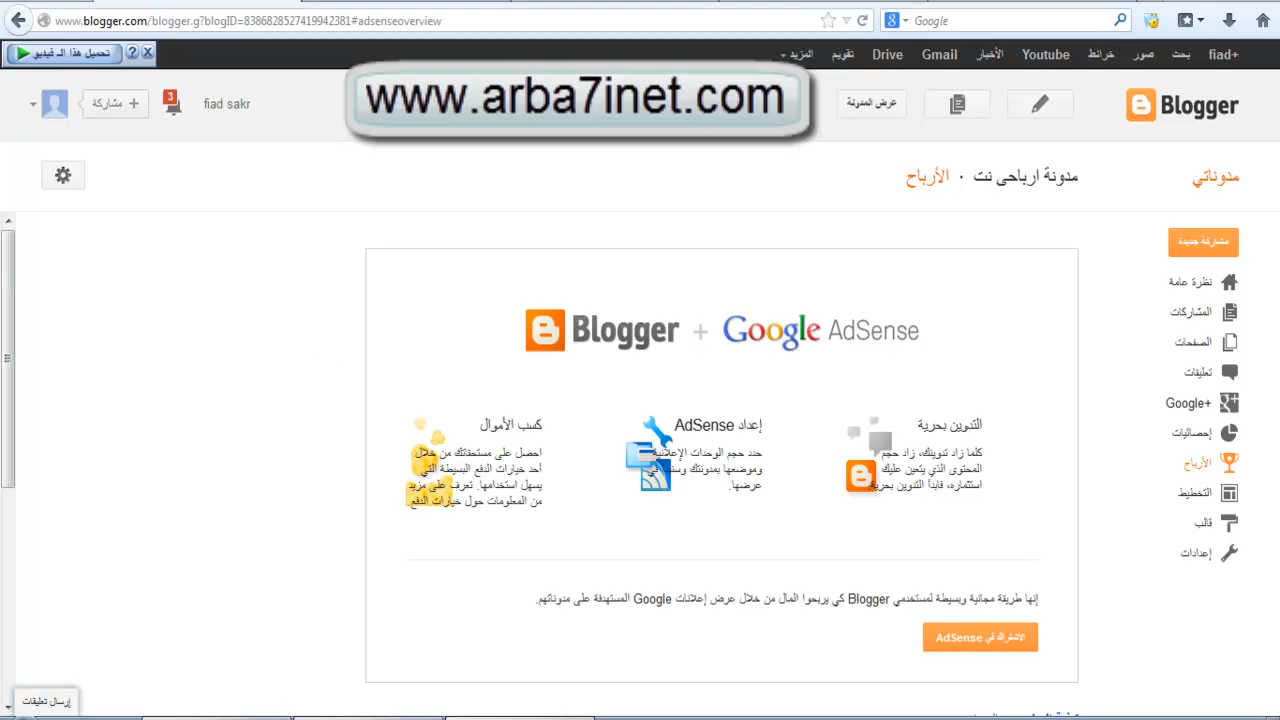 www.blogger.com/blogger.g?blogID=8386828527419942381#adsenseoverview
Google
تحميل هذا الـ فيديو
+fiad بحث صور خرائط Youtube الأخبار Gmail Drive تقويم المزيد
www.arba7inet.com
Blogger
عرض المدونة
fiad sakr
3
مشاركة
مدوناتي
مدونة ارباحى نت · الأرباح
مشاركة جديدة
نظرة عامة
المشاركات
الصفحات
تعليقات
Google+
إحصائيات
الأرباح
التخطيط
قالب
إعدادات
Blogger + Google AdSense
التدوين بحرية
كلما زاد تدوينك، زاد حجم
المحتوى الذي يتعين عليك
استثماره، فابدأ التدوين بحرية
إعداد AdSense
حدد حجم الوحدات الإعلانية
وموضعها بمدونتك وسننا في
عرضها.
كسب الأموال
احصل على مستحقاتك من خلال
أحد خيارات الدفع البسيطة التي
يسهل استخدامها. تعرف على مزيد
من المعلومات حول خيارات الدفع.
إنها طريقة مجانية وبسيطة لمستخدمي Blogger كي يربحوا المال من خلال عرض إعلانات Google المستهدفة على مدوناتهم.
الاشتراك في AdSense
إرسال تعليقات